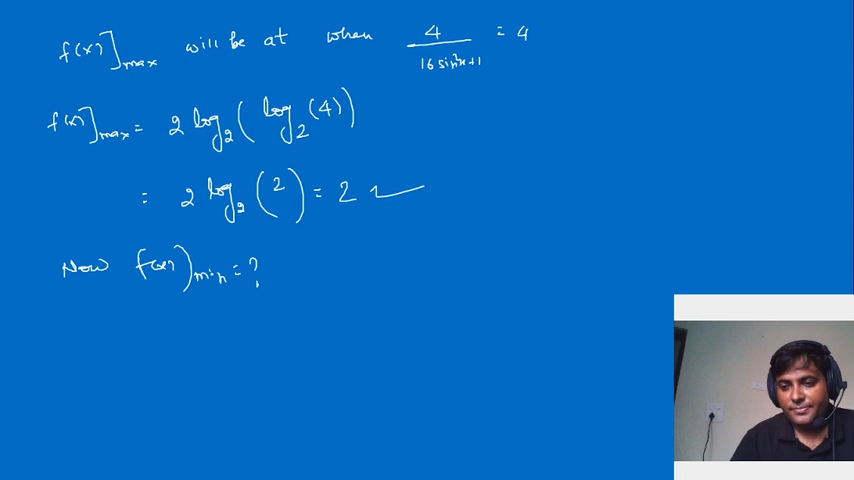 f(x)]max will be at when 4/(16 sin²x+1) = 4
f(x)]max = 2 log₂(log₂(4))
= 2 log₂(2) = 2
Now f(x))min = ?